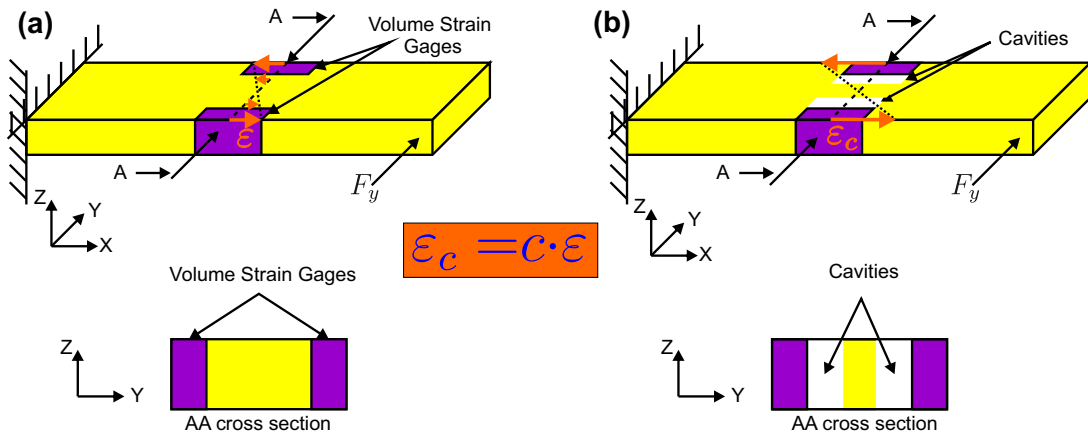 (a)
A
Volume Strain
Gages
ε
A
F_y
Z
Y
X
(b)
A
Cavities
ε_c
A
F_y
Z
Y
X
ε_c = c·ε
Volume Strain Gages
Z
Y
AA cross section
Cavities
Z
Y
AA cross section